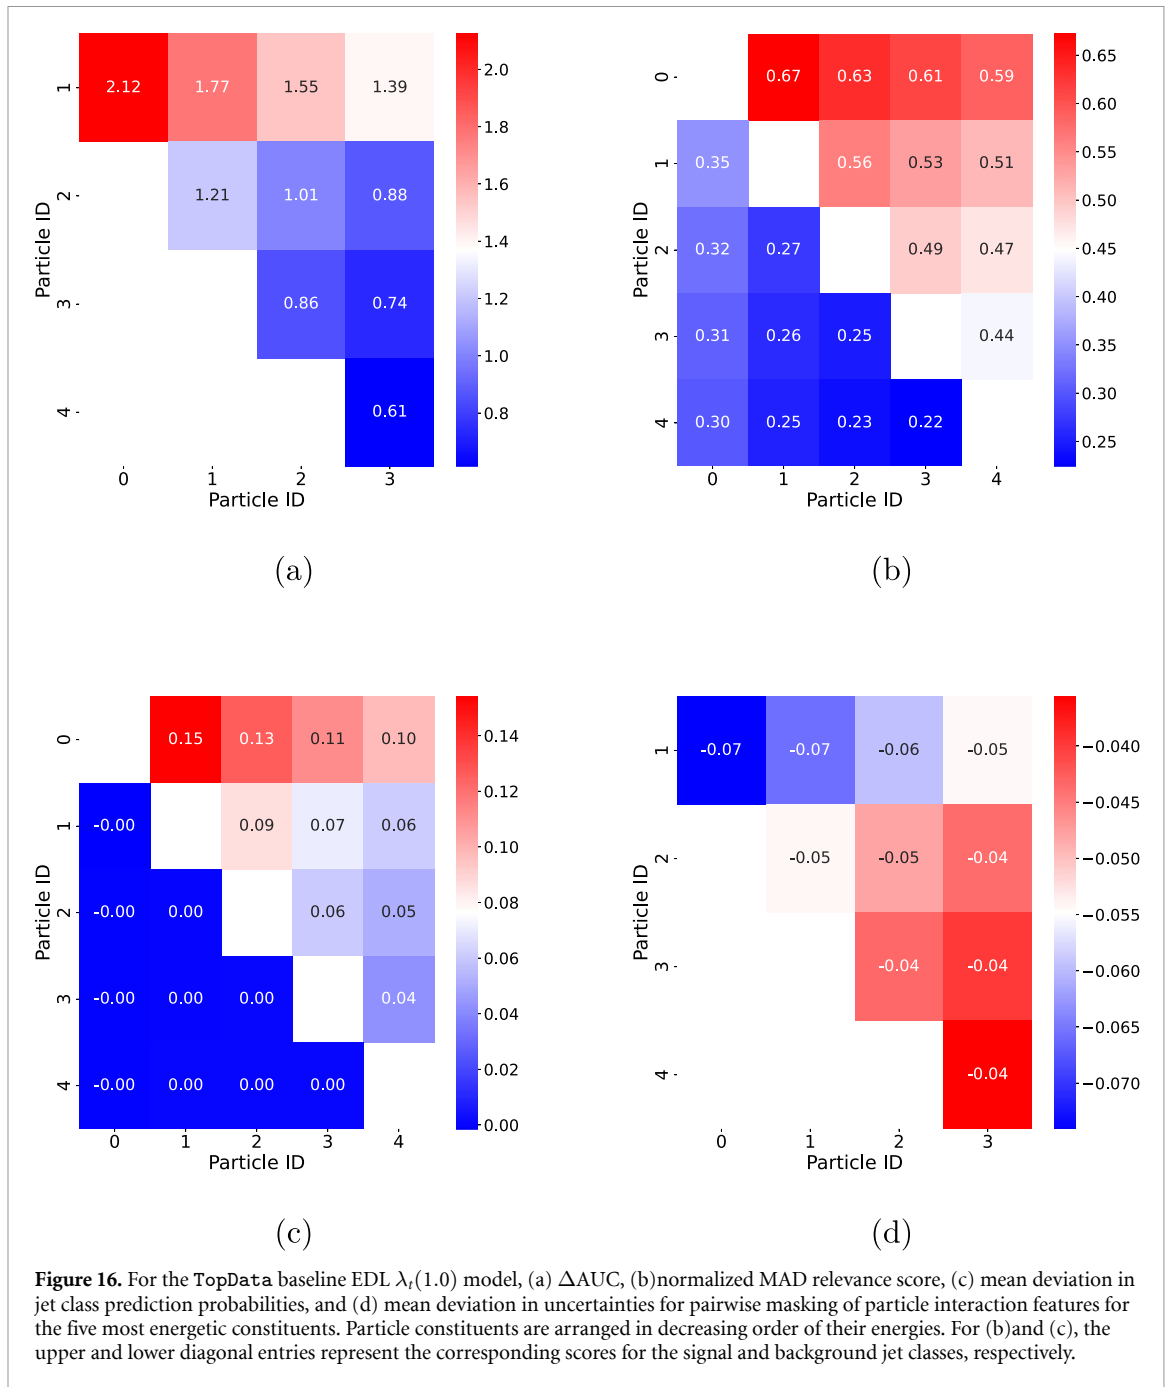 2.12 1.77 1.55 1.39
1.21 1.01 0.88
0.86 0.74
0.61
1
2
3
4
Particle ID
0 1 2 3
Particle ID
2.0
1.8
1.6
1.4
1.2
1.0
0.8
(a)
0.67 0.63 0.61 0.59
0.35 0.56 0.53 0.51
0.32 0.27 0.49 0.47
0.31 0.26 0.25 0.44
0.30 0.25 0.23 0.22
0
1
2
3
4
Particle ID
0 1 2 3 4
Particle ID
0.65
0.60
0.55
0.50
0.45
0.40
0.35
0.30
0.25
(b)
0.15 0.13 0.11 0.10
-0.00 0.09 0.07 0.06
-0.00 0.00 0.06 0.05
-0.00 0.00 0.00 0.04
-0.00 0.00 0.00 0.00
0
1
2
3
4
Particle ID
0 1 2 3 4
Particle ID
0.14
0.12
0.10
0.08
0.06
0.04
0.02
0.00
(c)
-0.07 -0.07 -0.06 -0.05
-0.05 -0.05 -0.04
-0.04 -0.04
-0.04
1
2
3
4
Particle ID
0 1 2 3
Particle ID
−0.040
−0.045
−0.050
−0.055
−0.060
−0.065
−0.070
(d)
Figure 16. For the TopData baseline EDL λt(1.0) model, (a) ΔAUC, (b)normalized MAD relevance score, (c) mean deviation in
jet class prediction probabilities, and (d) mean deviation in uncertainties for pairwise masking of particle interaction features for
the five most energetic constituents. Particle constituents are arranged in decreasing order of their energies. For (b)and (c), the
upper and lower diagonal entries represent the corresponding scores for the signal and background jet classes, respectively.